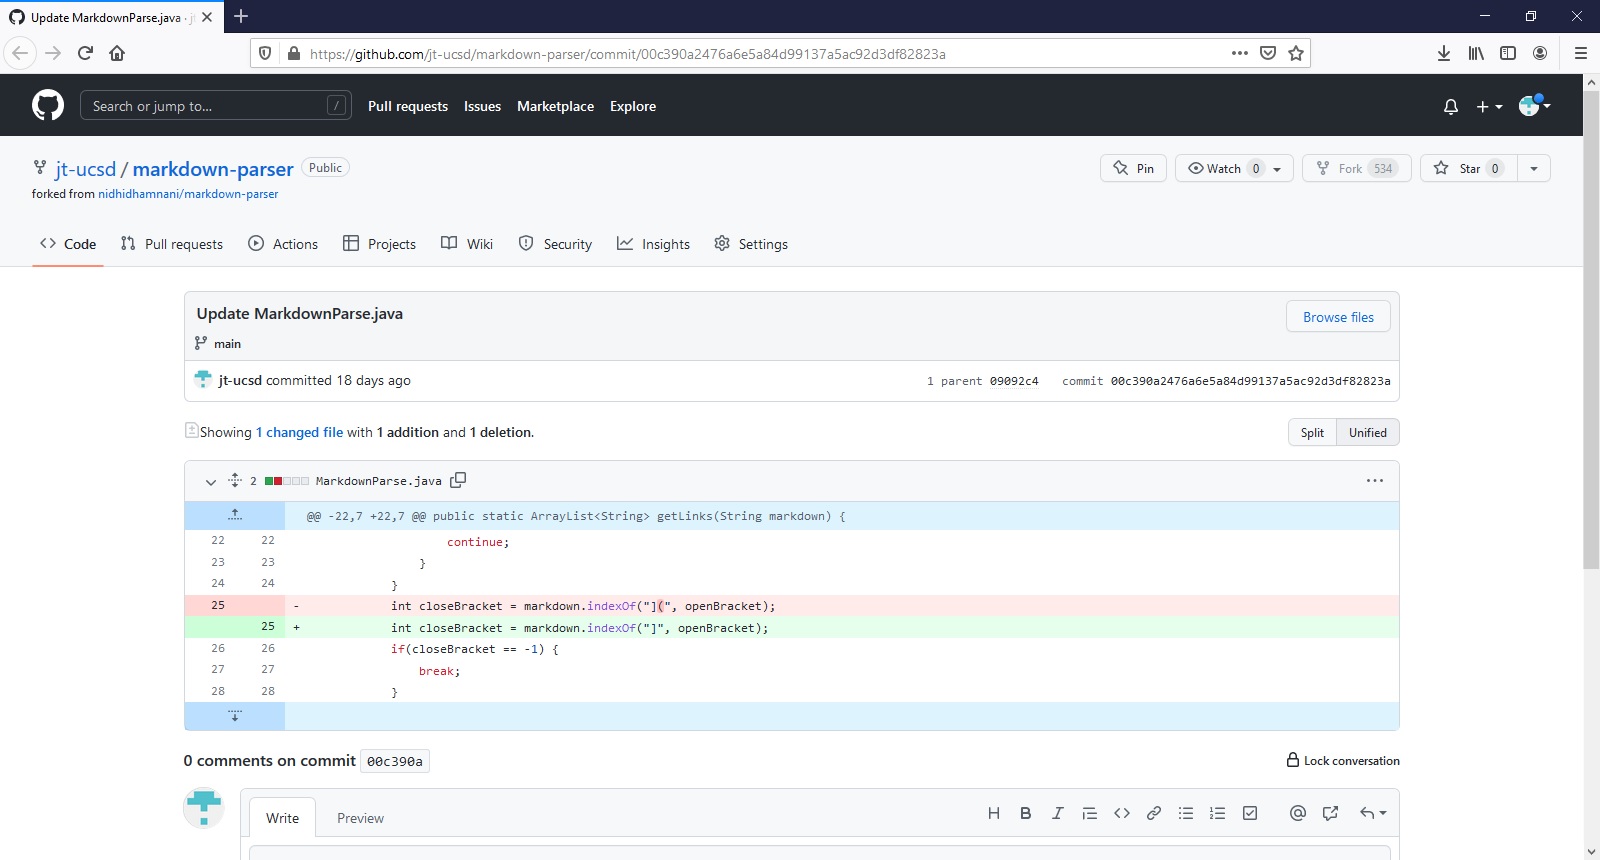 Update MarkdownParse.java · jt
https://github.com/jt-ucsd/markdown-parser/commit/00c390a2476a6e5a84d99137a5ac92d3df82823a
Search or jump to... / Pull requests Issues Marketplace Explore
jt-ucsd / markdown-parser Public
Pin Watch 0 Fork 534 Star 0
forked from nidhidhamnani/markdown-parser
Code Pull requests Actions Projects Wiki Security Insights Settings
Update MarkdownParse.java
Browse files
main
jt-ucsd committed 18 days ago 1 parent 09092c4 commit 00c390a2476a6e5a84d99137a5ac92d3df82823a
Showing 1 changed file with 1 addition and 1 deletion. Split Unified
2 MarkdownParse.java
@@ -22,7 +22,7 @@ public static ArrayList<String> getLinks(String markdown) {
22 22 continue;
23 23 }
24 24 }
25 - int closeBracket = markdown.indexOf("](", openBracket);
25 + int closeBracket = markdown.indexOf("]", openBracket);
26 26 if(closeBracket == -1) {
27 27 break;
28 28 }
0 comments on commit 00c390a Lock conversation
Write Preview